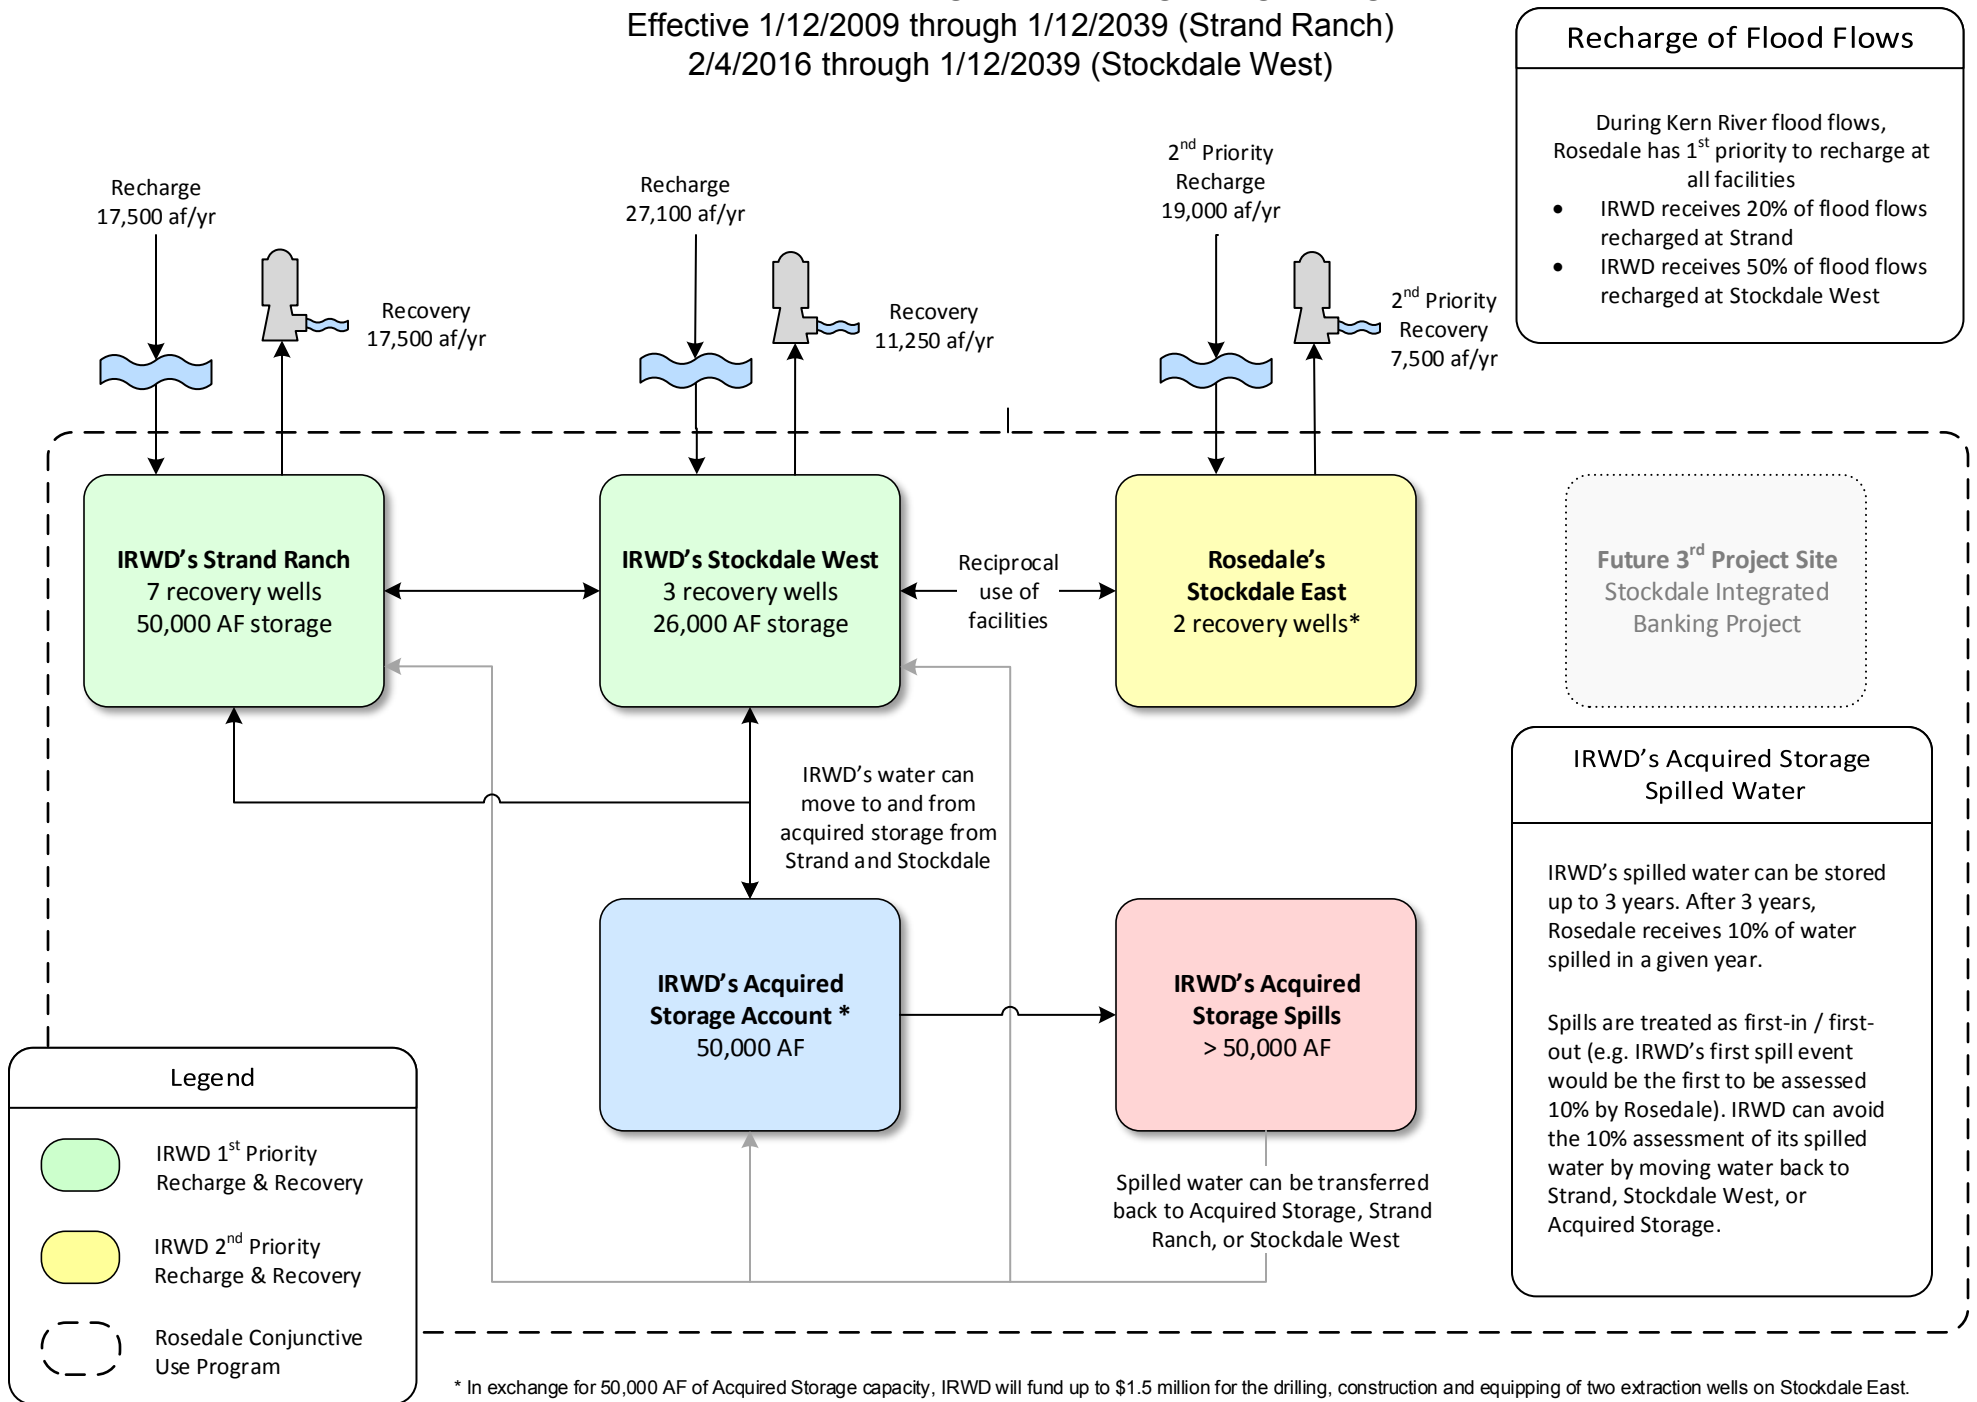 Effective 1/12/2009 through 1/12/2039 (Strand Ranch)
2/4/2016 through 1/12/2039 (Stockdale West)
Recharge of Flood Flows
During Kern River flood flows,
Rosedale has 1st priority to recharge at
all facilities
• IRWD receives 20% of flood flows
recharged at Strand
• IRWD receives 50% of flood flows
recharged at Stockdale West
Recharge
17,500 af/yr
Recovery
17,500 af/yr
Recharge
27,100 af/yr
Recovery
11,250 af/yr
2nd Priority
Recharge
19,000 af/yr
2nd Priority
Recovery
7,500 af/yr
IRWD’s Strand Ranch
7 recovery wells
50,000 AF storage
IRWD’s Stockdale West
3 recovery wells
26,000 AF storage
Reciprocal
use of
facilities
Rosedale’s
Stockdale East
2 recovery wells*
Future 3rd Project Site
Stockdale Integrated
Banking Project
IRWD’s water can
move to and from
acquired storage from
Strand and Stockdale
IRWD’s Acquired
Storage Account *
50,000 AF
IRWD’s Acquired
Storage Spills
> 50,000 AF
Spilled water can be transferred
back to Acquired Storage, Strand
Ranch, or Stockdale West
IRWD’s Acquired Storage
Spilled Water
IRWD’s spilled water can be stored
up to 3 years. After 3 years,
Rosedale receives 10% of water
spilled in a given year.
Spills are treated as first-in / first-
out (e.g. IRWD’s first spill event
would be the first to be assessed
10% by Rosedale). IRWD can avoid
the 10% assessment of its spilled
water by moving water back to
Strand, Stockdale West, or
Acquired Storage.
Legend
IRWD 1st Priority
Recharge & Recovery
IRWD 2nd Priority
Recharge & Recovery
Rosedale Conjunctive
Use Program
* In exchange for 50,000 AF of Acquired Storage capacity, IRWD will fund up to $1.5 million for the drilling, construction and equipping of two extraction wells on Stockdale East.